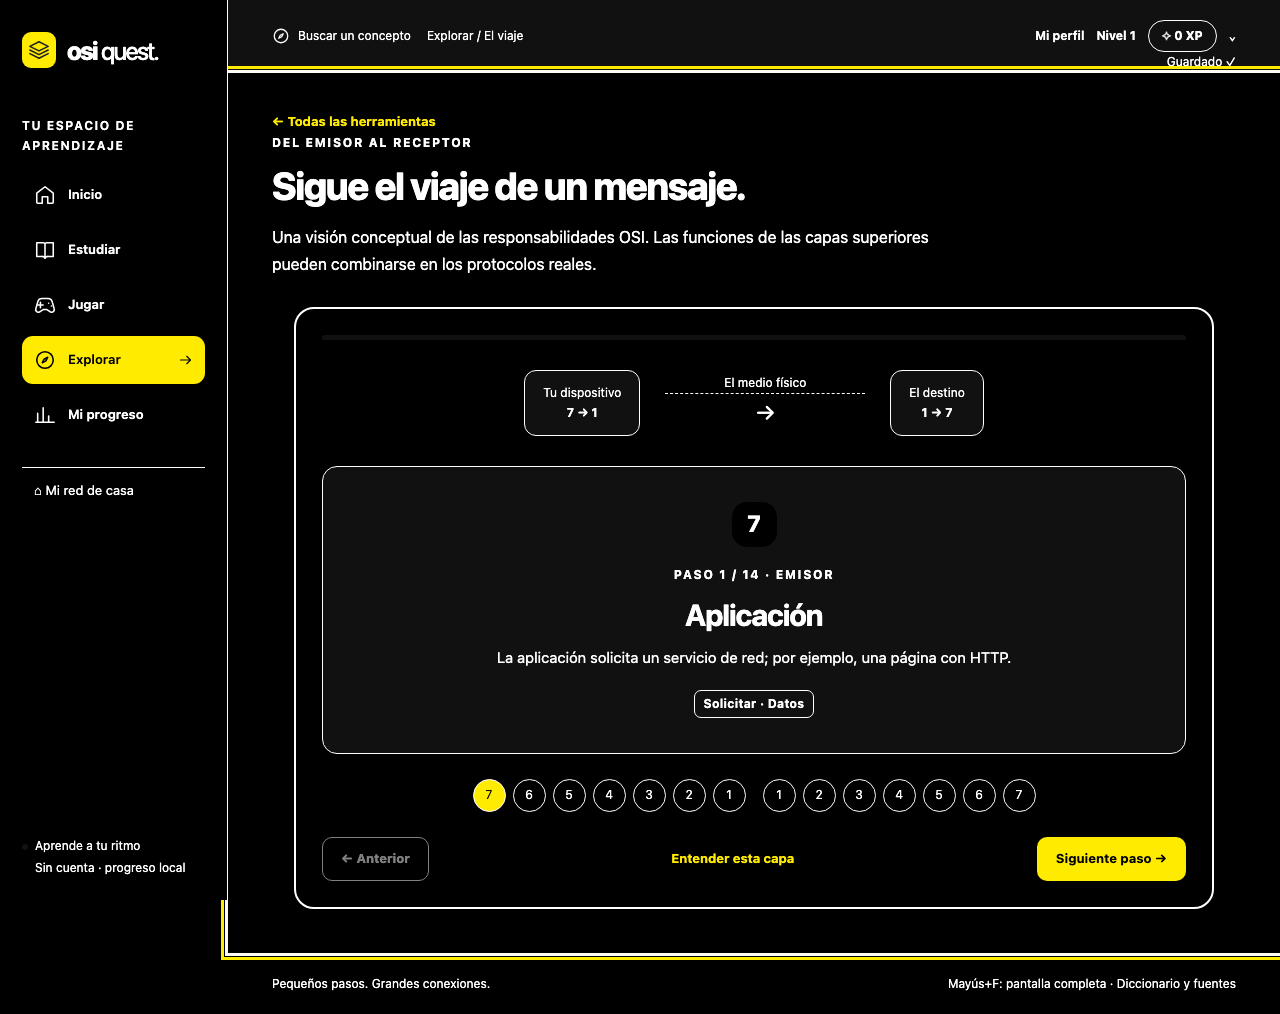 osi quest.
TU ESPACIO DE
APRENDIZAJE
Inicio
Estudiar
Jugar
Explorar →
Mi progreso
⌂ Mi red de casa
Aprende a tu ritmo
Sin cuenta · progreso local
Buscar un concepto
Explorar / El viaje
Mi perfil Nivel 1 ✧ 0 XP ⌄
Guardado ✓
← Todas las herramientas
DEL EMISOR AL RECEPTOR
Sigue el viaje de un mensaje.
Una visión conceptual de las responsabilidades OSI. Las funciones de las capas superiores
pueden combinarse en los protocolos reales.
Tu dispositivo
7 → 1
El medio físico
→
El destino
1 → 7
7
PASO 1 / 14 · EMISOR
Aplicación
La aplicación solicita un servicio de red; por ejemplo, una página con HTTP.
Solicitar · Datos
7 6 5 4 3 2 1 1 2 3 4 5 6 7
← Anterior
Entender esta capa
Siguiente paso →
Pequeños pasos. Grandes conexiones.
Mayús+F: pantalla completa · Diccionario y fuentes